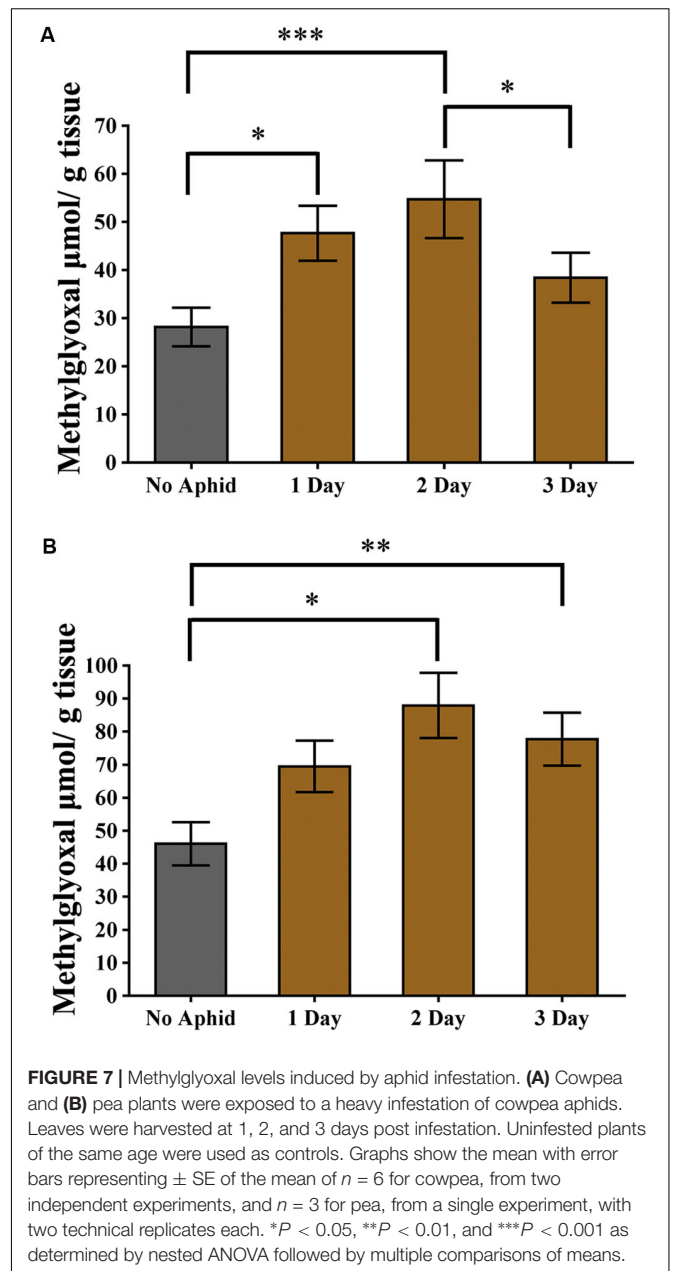 A
***
*
*
Methylglyoxal µmol/ g tissue
70
60
50
40
30
20
10
0
No Aphid 1 Day 2 Day 3 Day
B
**
*
Methylglyoxal µmol/ g tissue
100
90
80
70
60
50
40
30
20
10
0
No Aphid 1 Day 2 Day 3 Day
FIGURE 7 | Methylglyoxal levels induced by aphid infestation. (A) Cowpea
and (B) pea plants were exposed to a heavy infestation of cowpea aphids.
Leaves were harvested at 1, 2, and 3 days post infestation. Uninfested plants
of the same age were used as controls. Graphs show the mean with error
bars representing ± SE of the mean of n = 6 for cowpea, from two
independent experiments, and n = 3 for pea, from a single experiment, with
two technical replicates each. *P < 0.05, **P < 0.01, and ***P < 0.001 as
determined by nested ANOVA followed by multiple comparisons of means.